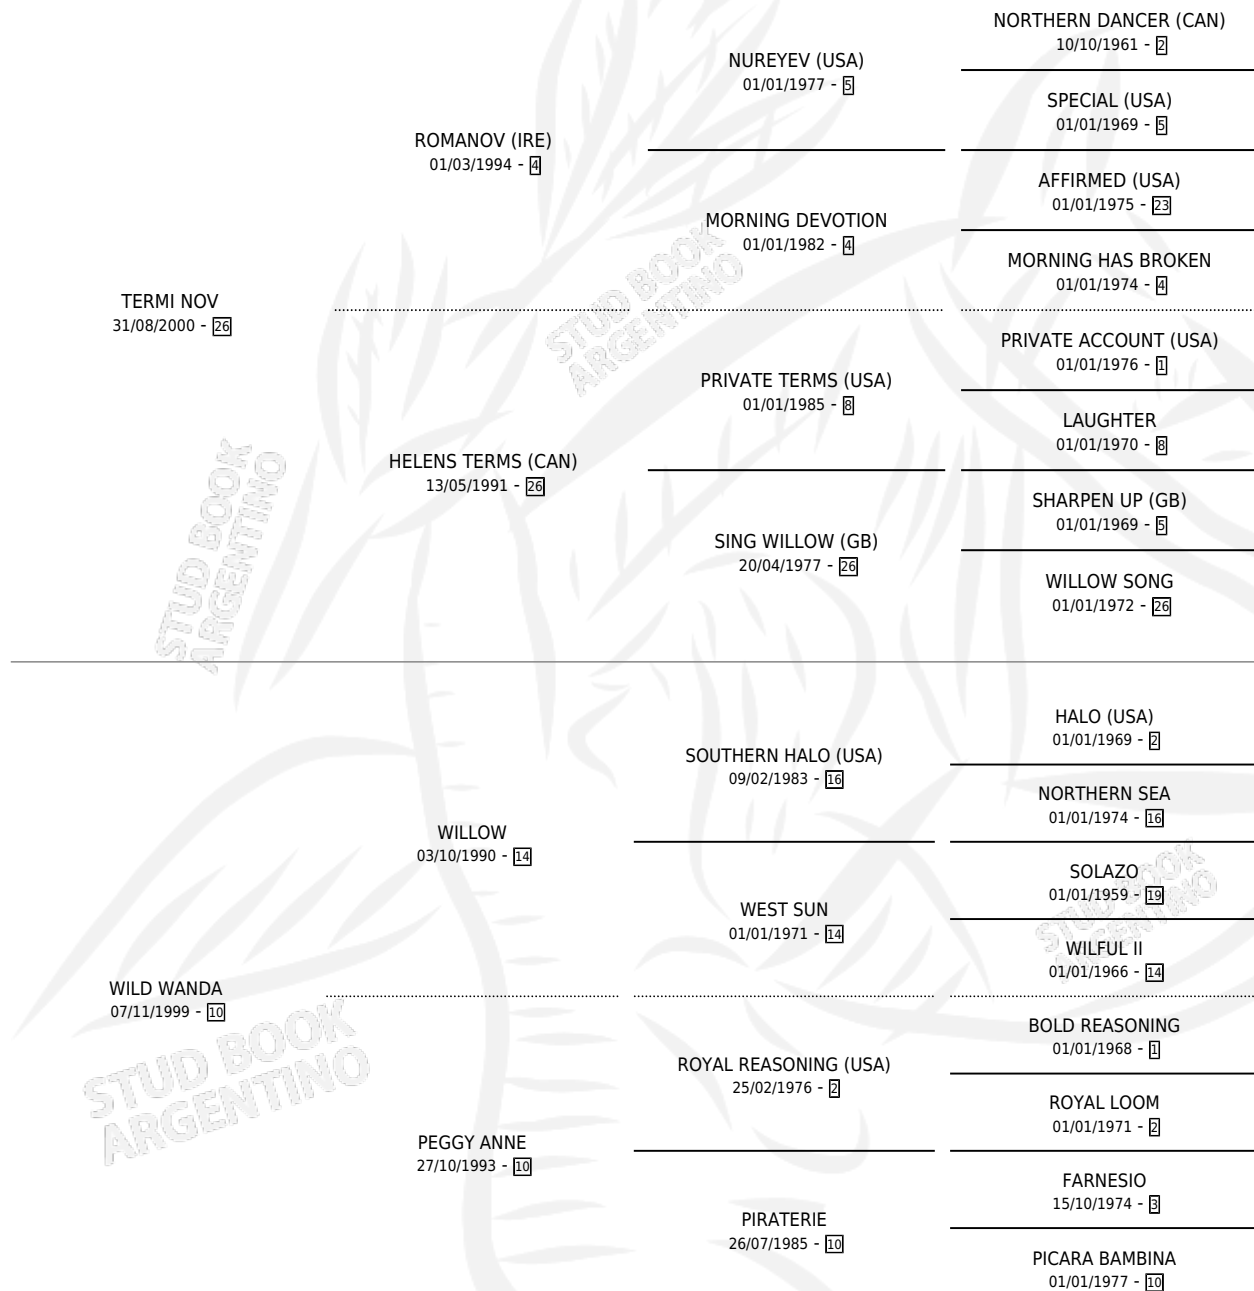 NORTHERN DANCER (CAN)
10/10/1961 - 2
NUREYEV (USA)
01/01/1977 - 5
SPECIAL (USA)
01/01/1969 - 5
ROMANOV (IRE)
01/03/1994 - 4
AFFIRMED (USA)
01/01/1975 - 23
MORNING DEVOTION
01/01/1982 - 4
MORNING HAS BROKEN
01/01/1974 - 4
TERMI NOV
31/08/2000 - 26
PRIVATE ACCOUNT (USA)
01/01/1976 - 1
PRIVATE TERMS (USA)
01/01/1985 - 8
LAUGHTER
01/01/1970 - 8
HELENS TERMS (CAN)
13/05/1991 - 26
SHARPEN UP (GB)
01/01/1969 - 5
SING WILLOW (GB)
20/04/1977 - 26
WILLOW SONG
01/01/1972 - 26
HALO (USA)
01/01/1969 - 2
SOUTHERN HALO (USA)
09/02/1983 - 16
NORTHERN SEA
01/01/1974 - 16
WILLOW
03/10/1990 - 14
SOLAZO
01/01/1959 - 19
WEST SUN
01/01/1971 - 14
WILFUL II
01/01/1966 - 14
WILD WANDA
07/11/1999 - 10
BOLD REASONING
01/01/1968 - 1
ROYAL REASONING (USA)
25/02/1976 - 2
ROYAL LOOM
01/01/1971 - 2
PEGGY ANNE
27/10/1993 - 10
FARNESIO
15/10/1974 - 3
PIRATERIE
26/07/1985 - 10
PICARA BAMBINA
01/01/1977 - 10
STUD BOOK
ARGENTINO
STUD BOOK
ARGENTINO
STUD BOOK
ARGENTINO
STUD BOOK
ARGENTINO